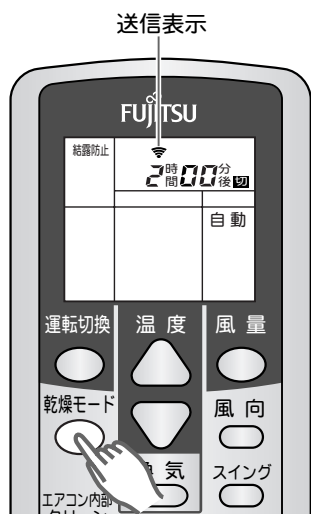 送信表示
FUJITSU
結露防止
2時間00分後切
自動
運転切換
温度
風量
乾燥モード
風向
気
スイング
エアコン内部